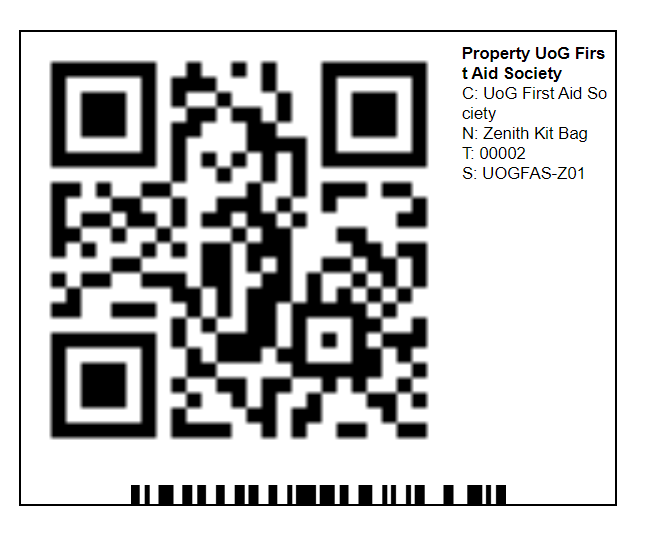 Property UoG Firs
t Aid Society
C: UoG First Aid So
ciety
N: Zenith Kit Bag
T: 00002
S: UOGFAS-Z01